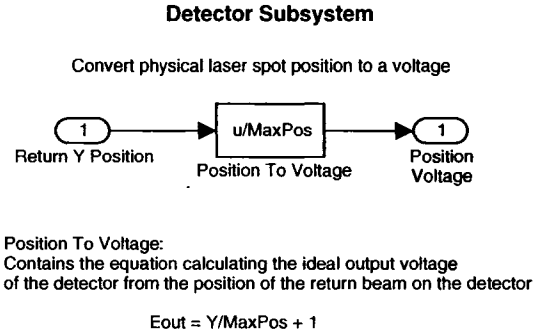 Detector Subsystem
Convert physical laser spot position to a voltage
1
u/MaxPos
1
Return Y Position
Position To Voltage
Position
Voltage
Position To Voltage:
Contains the equation calculating the ideal output voltage
of the detector from the position of the return beam on the detector
Eout = Y/MaxPos + 1